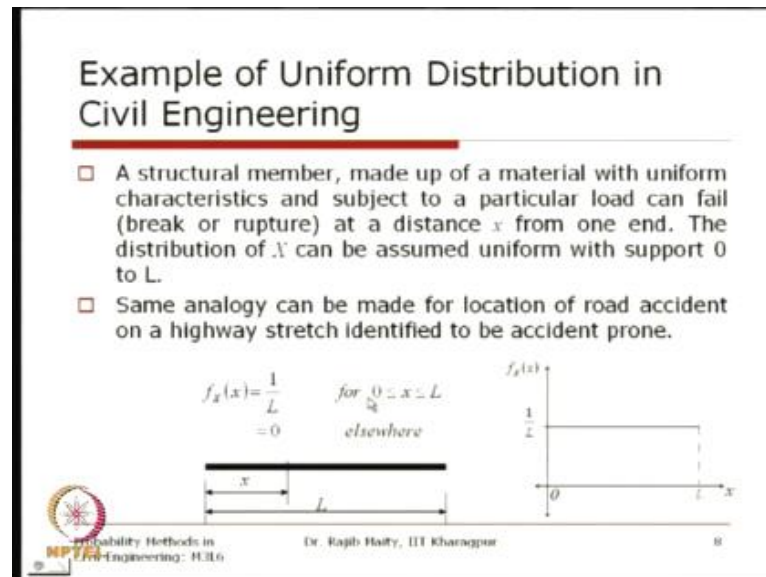 Example of Uniform Distribution in
Civil Engineering
A structural member, made up of a material with uniform
characteristics and subject to a particular load can fail
(break or rupture) at a distance x from one end. The
distribution of X can be assumed uniform with support 0
to L.
Same analogy can be made for location of road accident
on a highway stretch identified to be accident prone.
f_X(x) = 1/L for 0 ≤ x ≤ L
= 0 elsewhere
x
L
f_X(x)
1/L
0 L x
Probability Methods in
Civil Engineering: M3L6
Dr. Rajib Maity, IIT Kharagpur
8
NPTEL